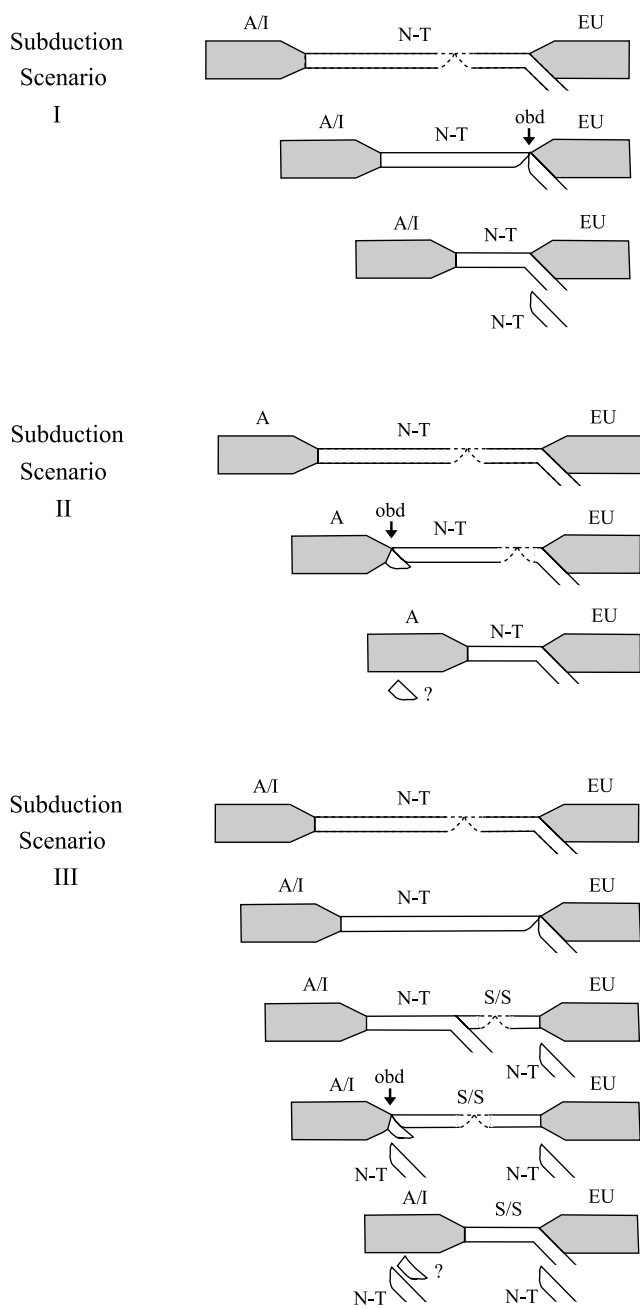 Subduction
Scenario
I
A/I N-T EU
obd
A/I N-T EU
A/I N-T EU
N-T
Subduction
Scenario
II
A N-T EU
obd
A N-T EU
A N-T EU
?
Subduction
Scenario
III
A/I N-T EU
A/I N-T EU
A/I N-T S/S EU
N-T
A/I obd S/S EU
N-T N-T
A/I S/S EU
?
N-T N-T